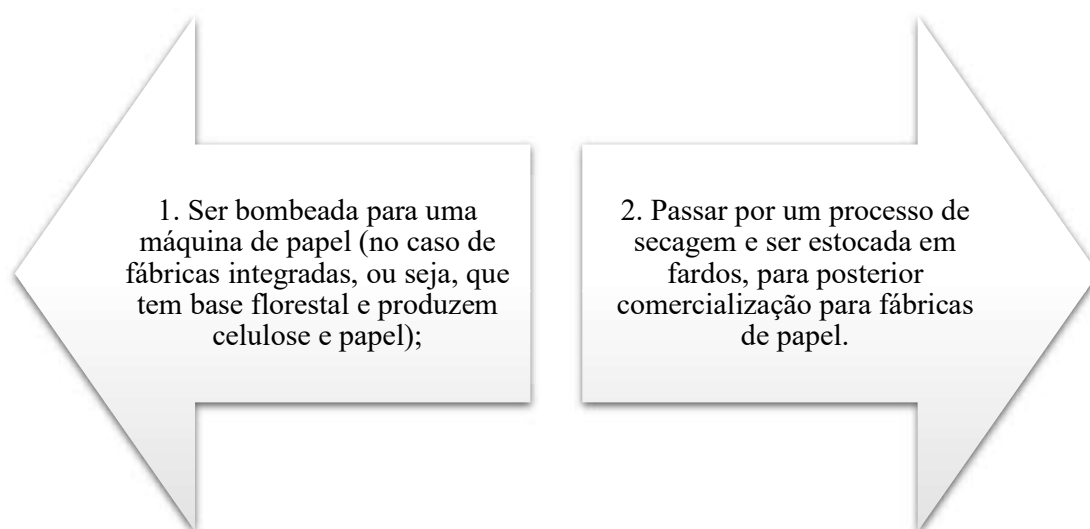 1. Ser bombeada para uma
máquina de papel (no caso de
fábricas integradas, ou seja, que
tem base florestal e produzem
celulose e papel);
2. Passar por um processo de
secagem e ser estocada em
fardos, para posterior
comercialização para fábricas
de papel.